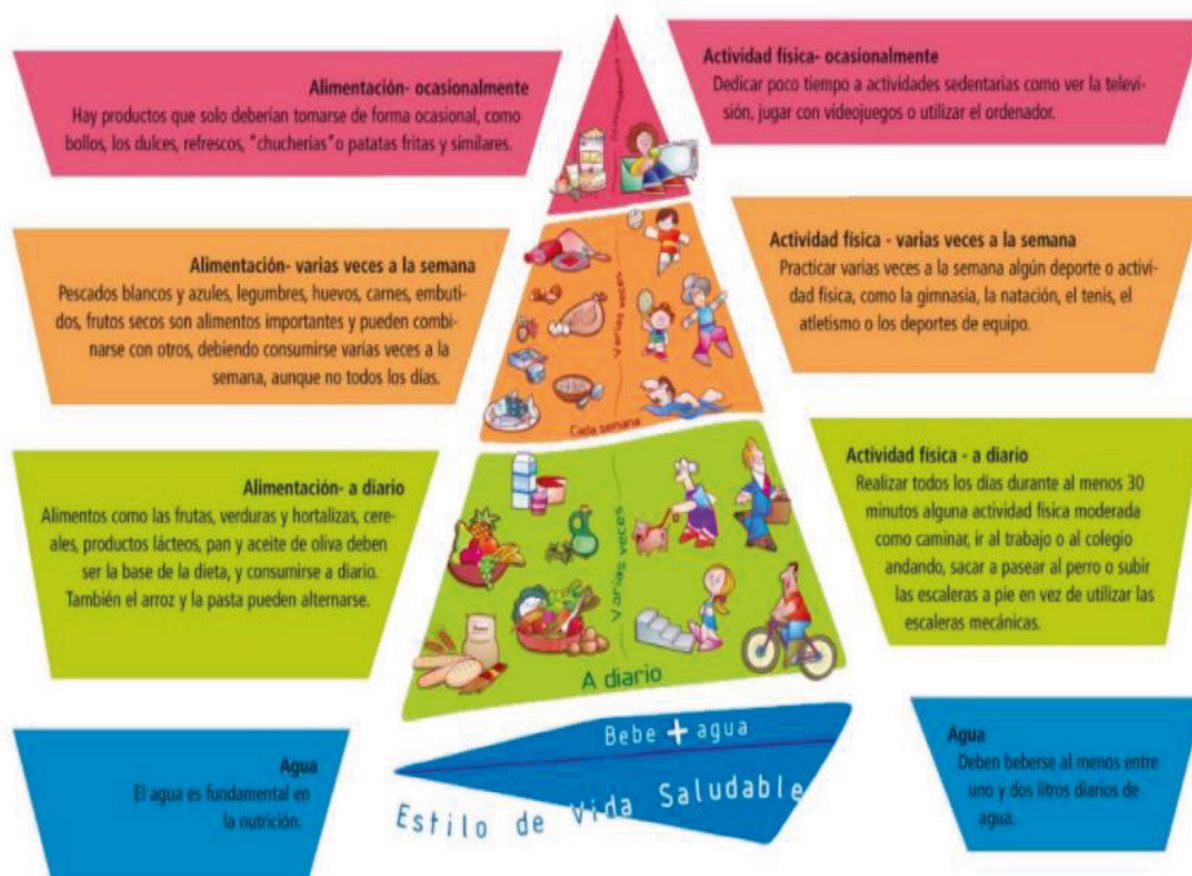 Alimentación- ocasionalmente
Hay productos que solo deberían tomarse de forma ocasional, como
bollos, los dulces, refrescos, "chucherías"o patatas fritas y similares.
Actividad física- ocasionalmente
Dedicar poco tiempo a actividades sedentarias como ver la televi-
sión, jugar con videojuegos o utilizar el ordenador.
Alimentación- varias veces a la semana
Pescados blancos y azules, legumbres, huevos, carnes, embuti-
dos, frutos secos son alimentos importantes y pueden combi-
narse con otros, debiendo consumirse varias veces a la
semana, aunque no todos los días.
Varias veces
Cada semana
Actividad física - varias veces a la semana
Practicar varias veces a la semana algún deporte o activi-
dad física, como la gimnasia, la natación, el tenis, el
atletismo o los deportes de equipo.
Alimentación- a diario
Alimentos como las frutas, verduras y hortalizas, cere-
ales, productos lácteos, pan y aceite de oliva deben
ser la base de la dieta, y consumirse a diario.
También el arroz y la pasta pueden alternarse.
Varias veces
A diario
Actividad física - a diario
Realizar todos los días durante al menos 30
minutos alguna actividad física moderada
como caminar, ir al trabajo o al colegio
andando, sacar a pasear al perro o subir
las escaleras a pie en vez de utilizar las
escaleras mecánicas.
Agua
El agua es fundamental en
la nutrición.
Bebe + agua
Estilo de Vida Saludable
Agua
Deben beberse al menos entre
uno y dos litros diarios de
agua.